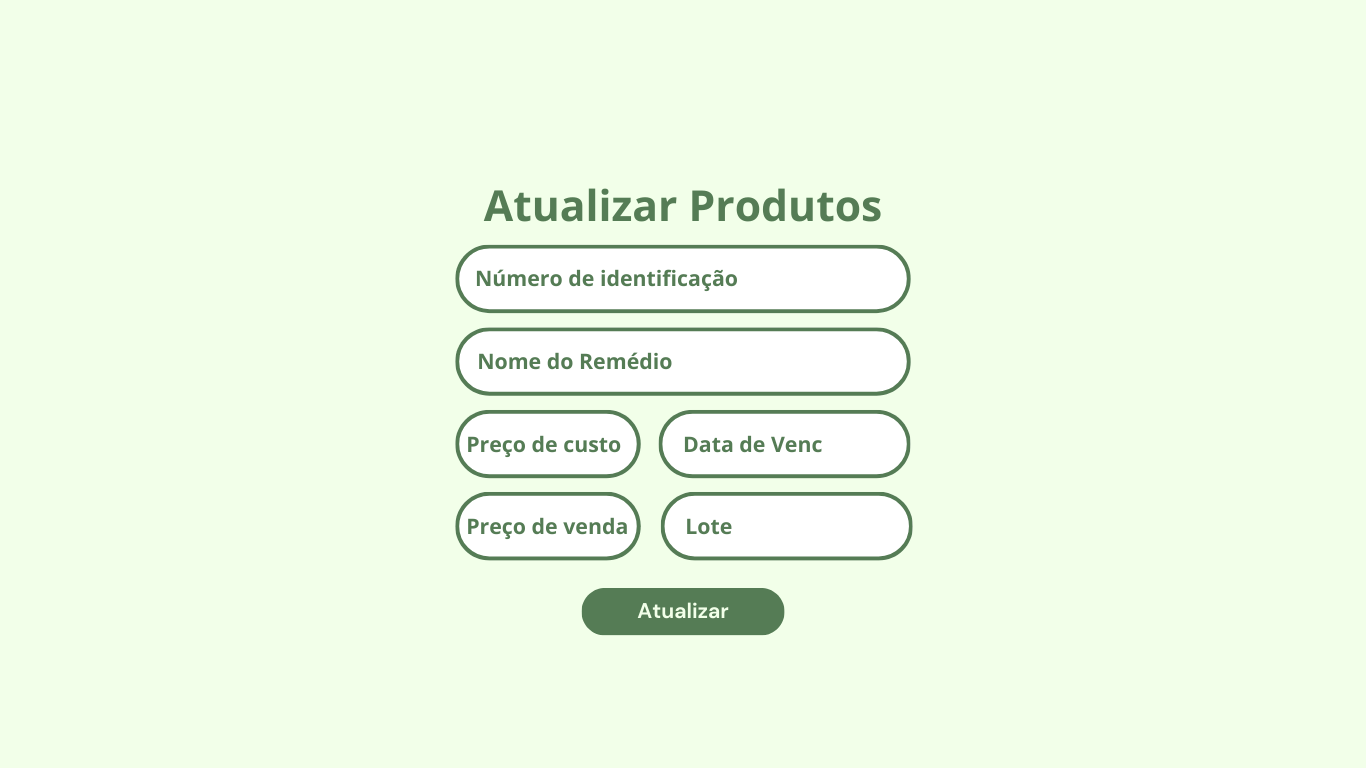 Atualizar Produtos
Número de identificação
Nome do Remédio
Preço de custo
Data de Venc
Preço de venda
Lote
Atualizar